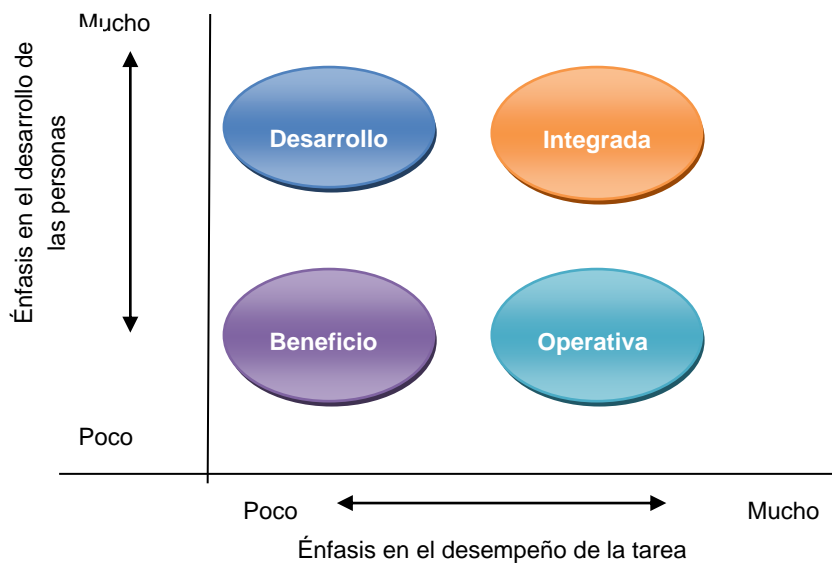 Mucho
Énfasis en el desarrollo de
las personas
Desarrollo
Integrada
Beneficio
Operativa
Poco
Poco
Mucho
Énfasis en el desempeño de la tarea